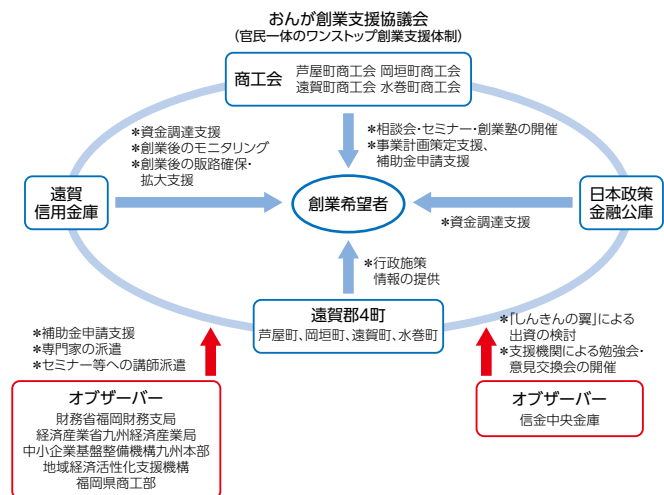 おんが創業支援協議会
(官民一体のワンストップ創業支援体制)
商工会
芦屋町商工会 岡垣町商工会
遠賀町商工会 水巻町商工会
＊資金調達支援
＊創業後のモニタリング
＊創業後の販路確保・
拡大支援
＊相談会・セミナー・創業塾の開催
＊事業計画策定支援、
補助金申請支援
遠賀
信用金庫
創業希望者
日本政策
金融公庫
＊資金調達支援
＊行政施策
情報の提供
遠賀郡4町
芦屋町、岡垣町、遠賀町、水巻町
＊補助金申請支援
＊専門家の派遣
＊セミナー等への講師派遣
＊「しんきんの翼」による
出資の検討
＊支援機関による勉強会・
意見交換会の開催
オブザーバー
財務省福岡財務支局
経済産業省九州経済産業局
中小企業基盤整備機構九州本部
地域経済活性化支援機構
福岡県商工部
オブザーバー
信金中央金庫